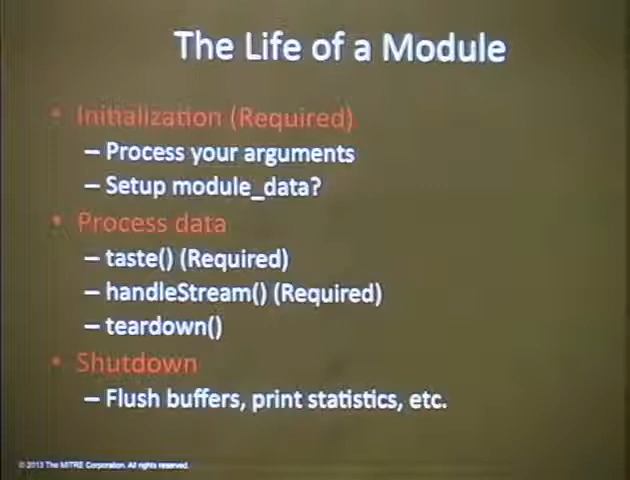 The Life of a Module
• Initialization (Required)
– Process your arguments
– Setup module_data?
• Process data
– taste() (Required)
– handleStream() (Required)
– teardown()
• Shutdown
– Flush buffers, print statistics, etc.
© 2013 The MITRE Corporation. All rights reserved.